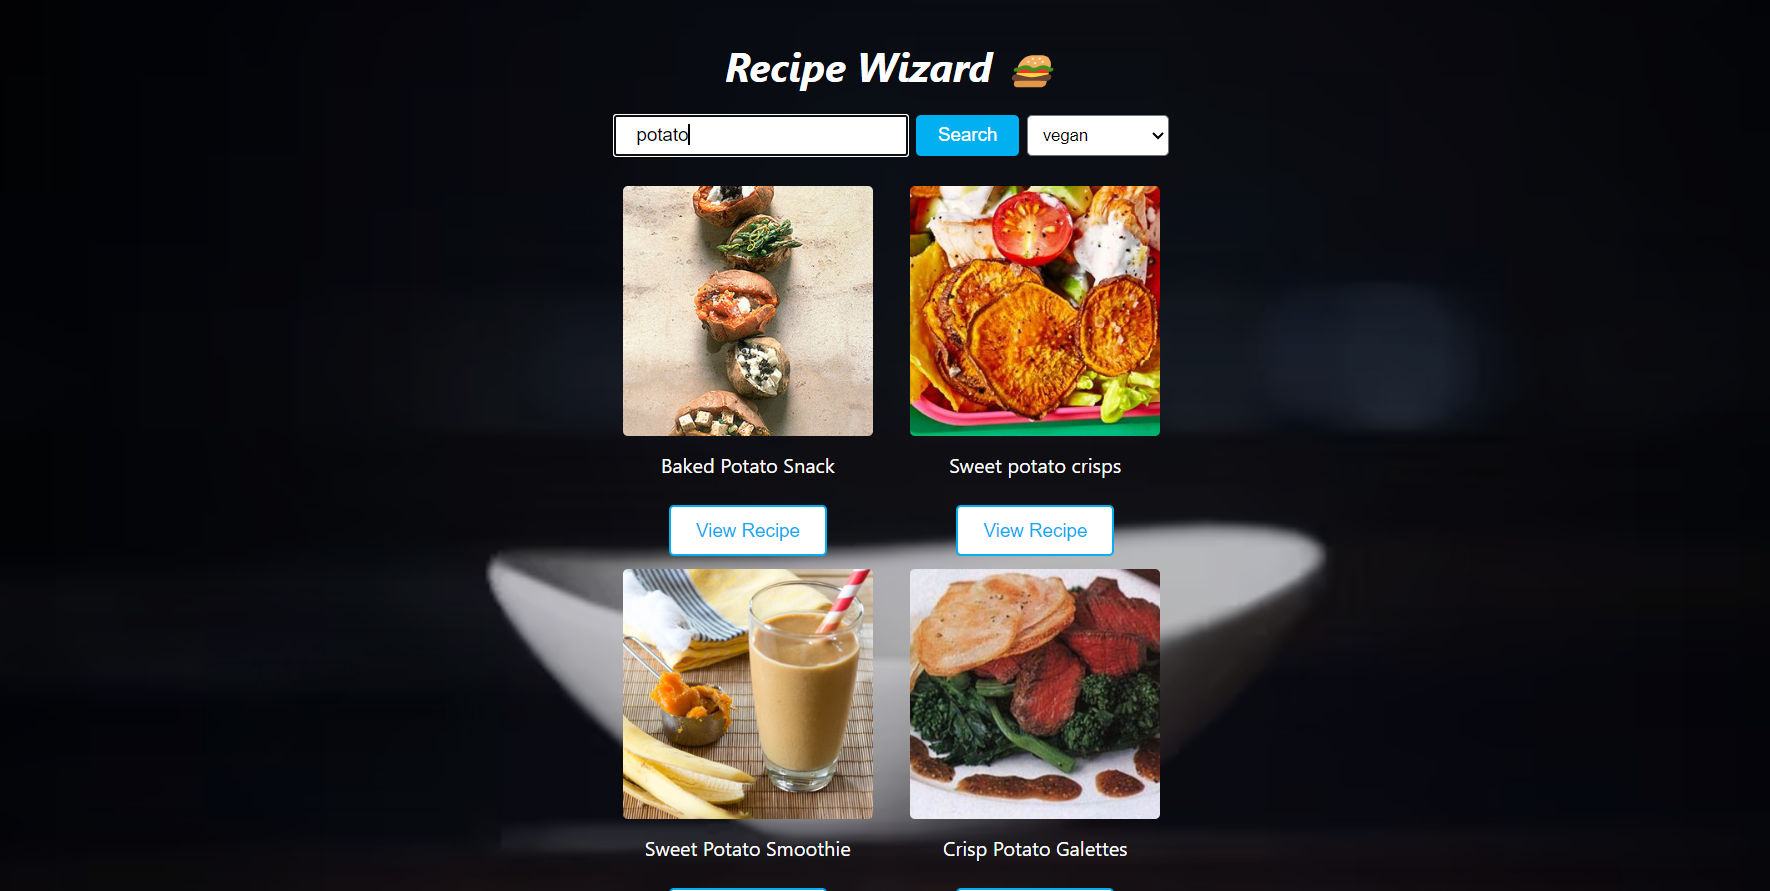 Recipe Wizard 🍔
potato
Search
vegan
Baked Potato Snack
Sweet potato crisps
View Recipe
View Recipe
Sweet Potato Smoothie
Crisp Potato Galettes